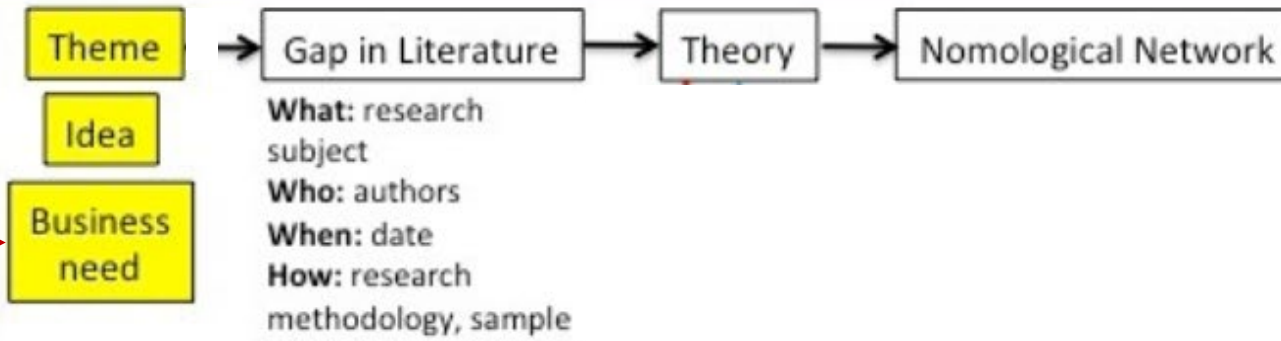 Theme
Gap in Literature
Theory
Nomological Network
Idea
Business
need
What: research
subject
Who: authors
When: date
How: research
methodology, sample